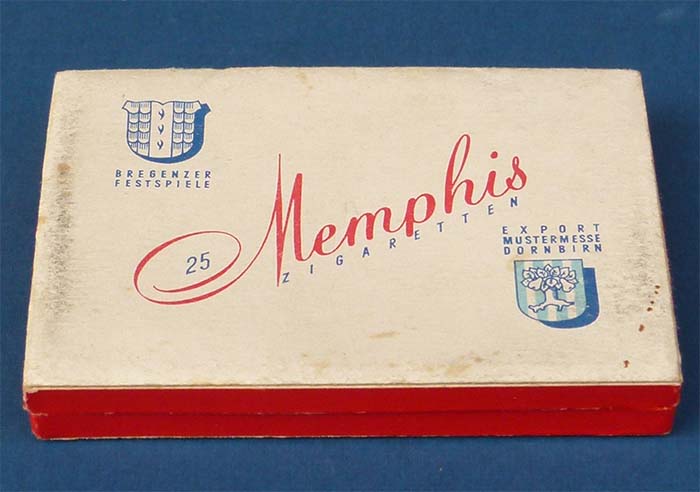 BREGENZER
FESTSPIELE
Memphis
25
ZIGARETTEN
EXPORT
MUSTERMESSE
DORNBIRN